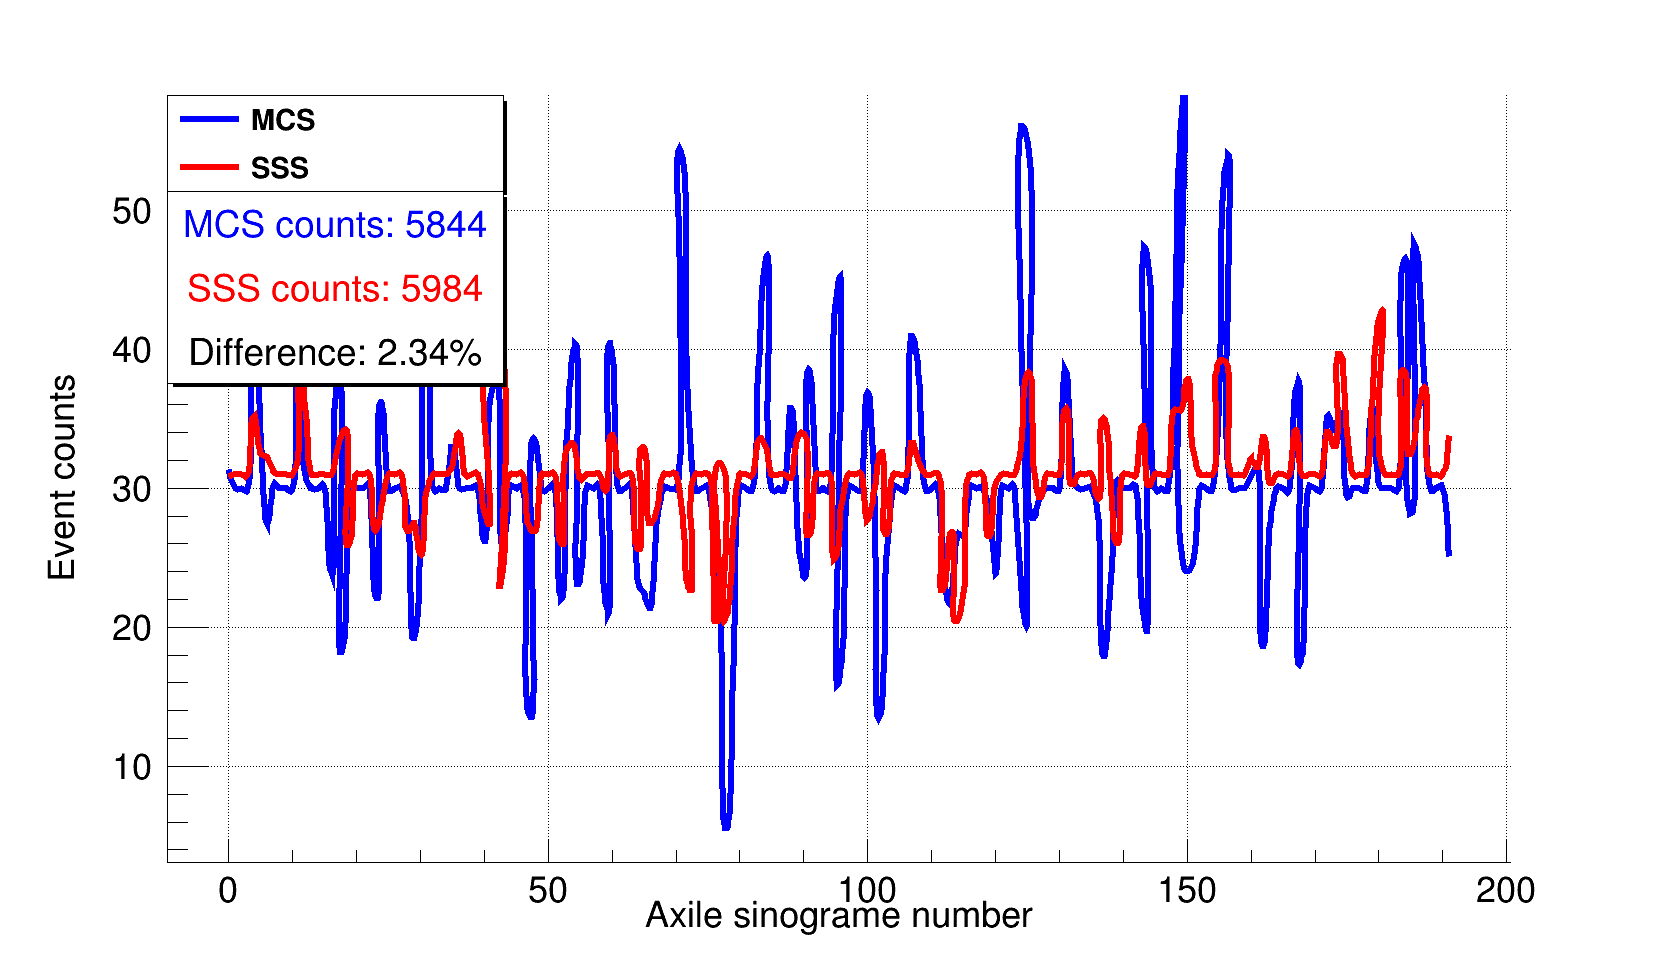 MCS
SSS
MCS counts: 5844
SSS counts: 5984
Difference: 2.34%
50
40
30
20
10
Event counts
0 50 100 150 200
Axile sinograme number